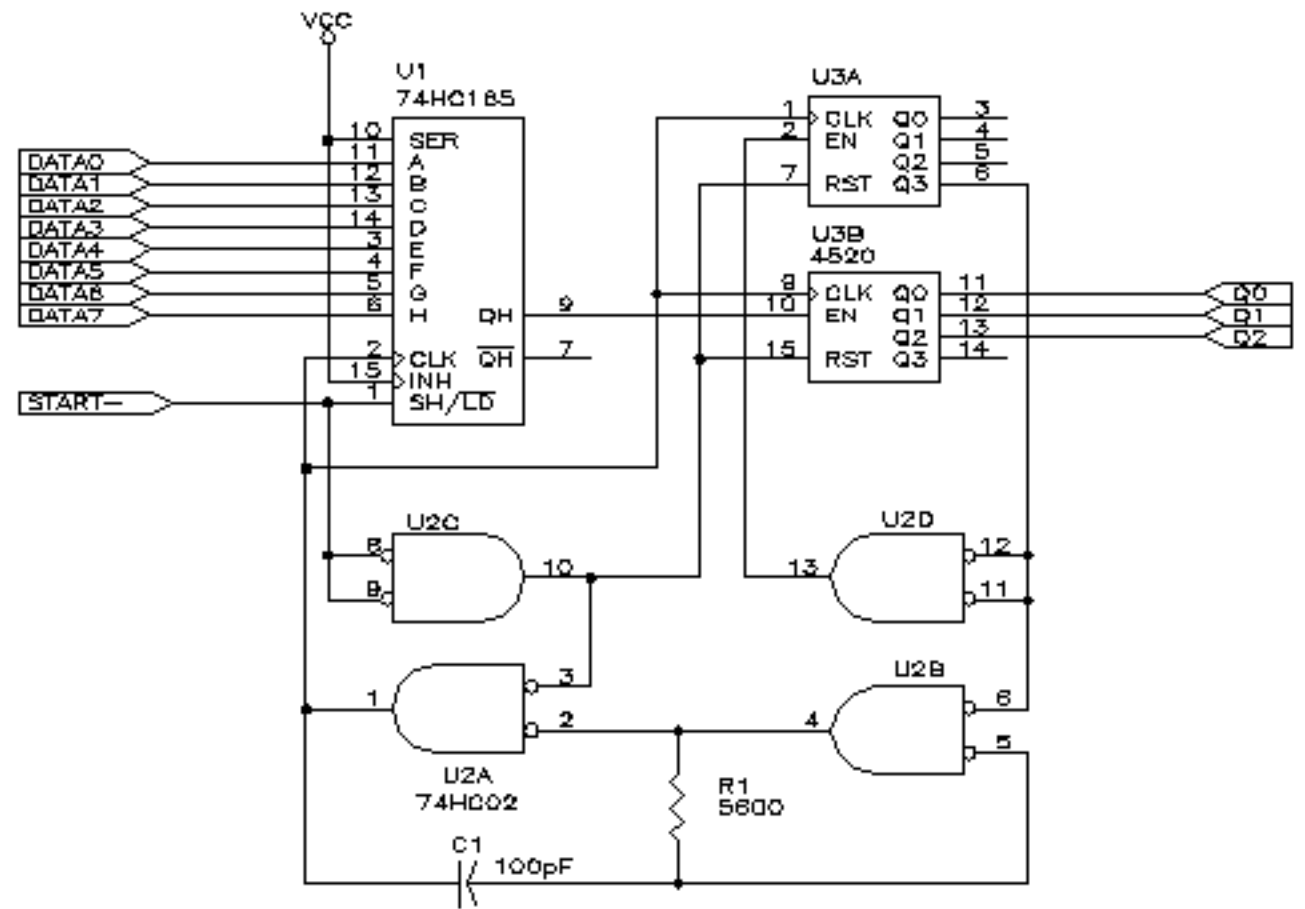 VCC
U1
74HC165
10 SER
DATA0 11 A
DATA1 12 B
DATA2 13 C
DATA3 14 D
DATA4 3 E
DATA5 4 F
DATA6 5 G
DATA7 6 H
QH 9
2 CLK QH 7
15 INH
START- 1 SH/LD
U3A
1 CLK Q0 3
2 EN Q1 4
Q2 5
7 RST Q3 6
U3B
4520
9 CLK Q0 11 Q0
10 EN Q1 12 Q1
Q2 13 Q2
15 RST Q3 14
U2C
8
9
10
U2D
13
12
11
1
3
2
U2A
74HC02
U2B
4
6
5
R1
5600
C1
100pF